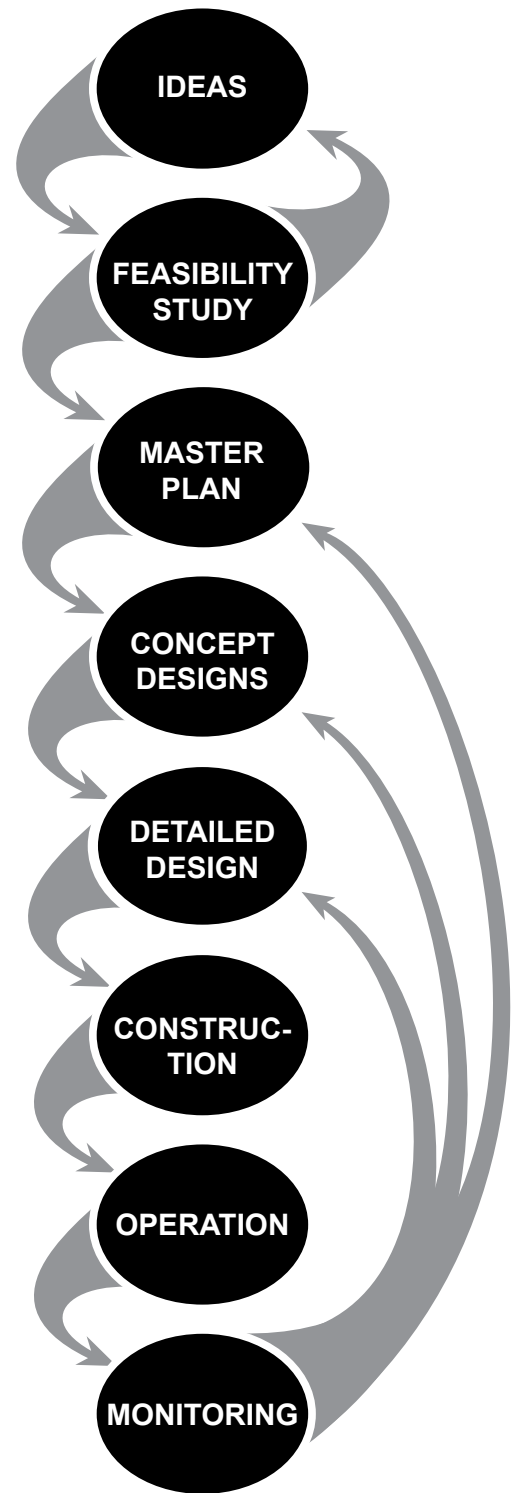 IDEAS
FEASIBILITY
STUDY
MASTER
PLAN
CONCEPT
DESIGNS
DETAILED
DESIGN
CONSTRUC-
TION
OPERATION
MONITORING